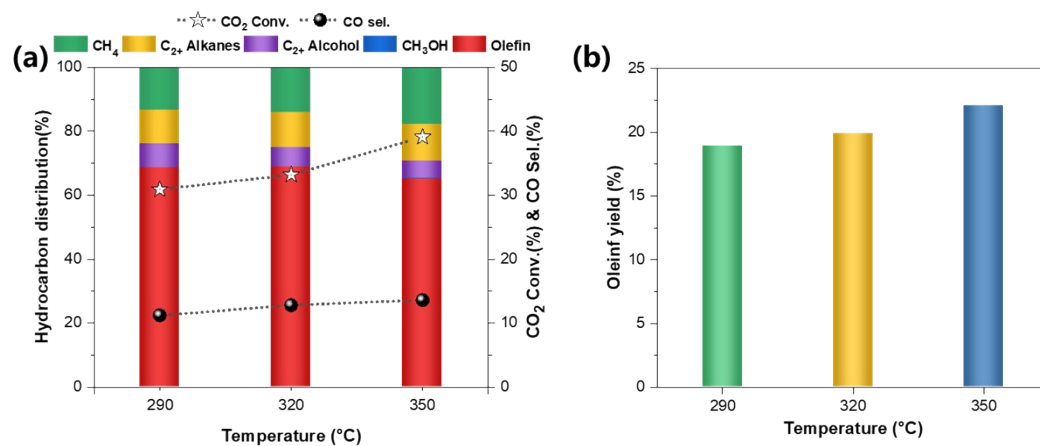 CO2 Conv. CO sel.
CH4 C2+ Alkanes C2+ Alcohol CH3OH Olefin
(a)
100
80
60
40
20
0
Hydrocarbon distribution(%)
50
40
30
20
10
0
CO2 Conv.(%) & CO Sel.(%)
290 320 350
Temperature (°C)
(b)
25
20
15
10
5
0
Oleinf yield (%)
290 320 350
Temperature (°C)